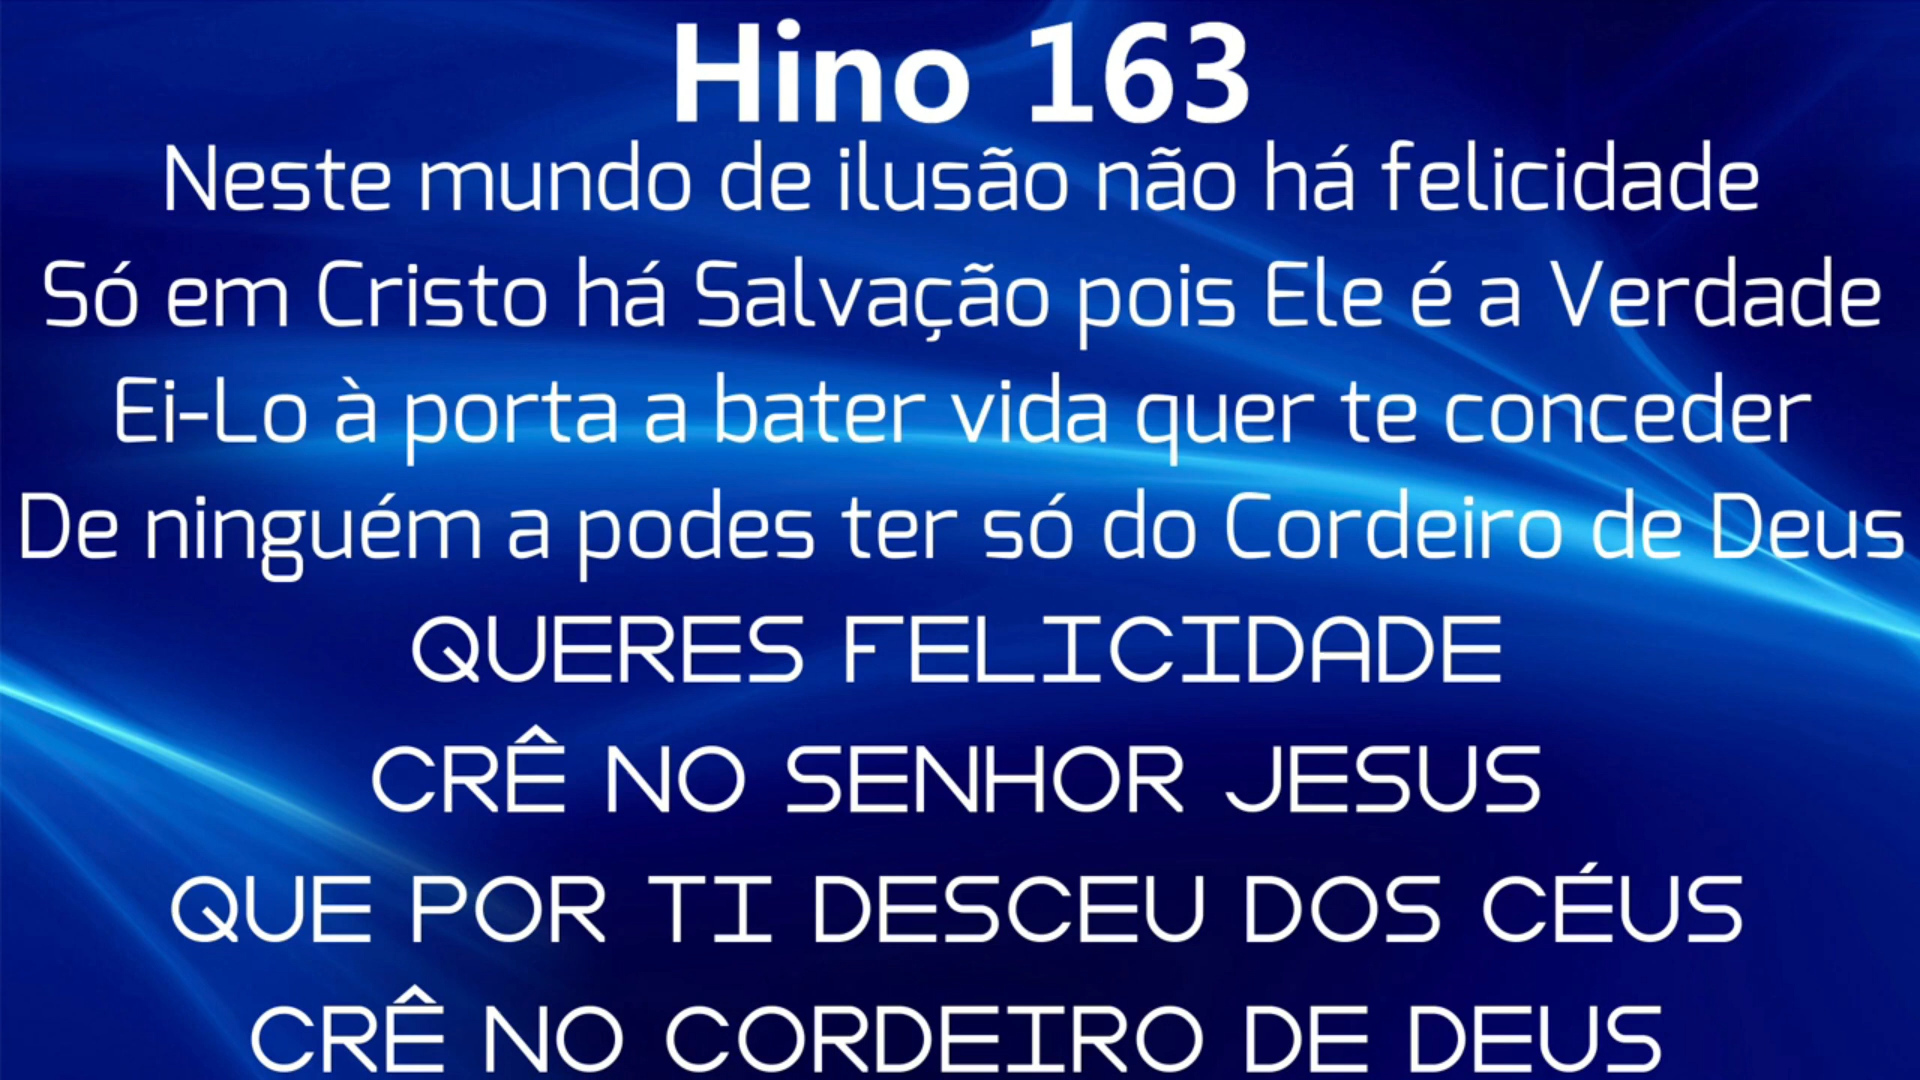 Hino 163
Neste mundo de ilusão não há felicidade
Só em Cristo há Salvação pois Ele é a Verdade
Ei-Lo à porta a bater vida quer te conceder
De ninguém a podes ter só do Cordeiro de Deus
QUERES FELICIDADE
CRÊ NO SENHOR JESUS
QUE POR TI DESCEU DOS CÉUS
CRÊ NO CORDEIRO DE DEUS